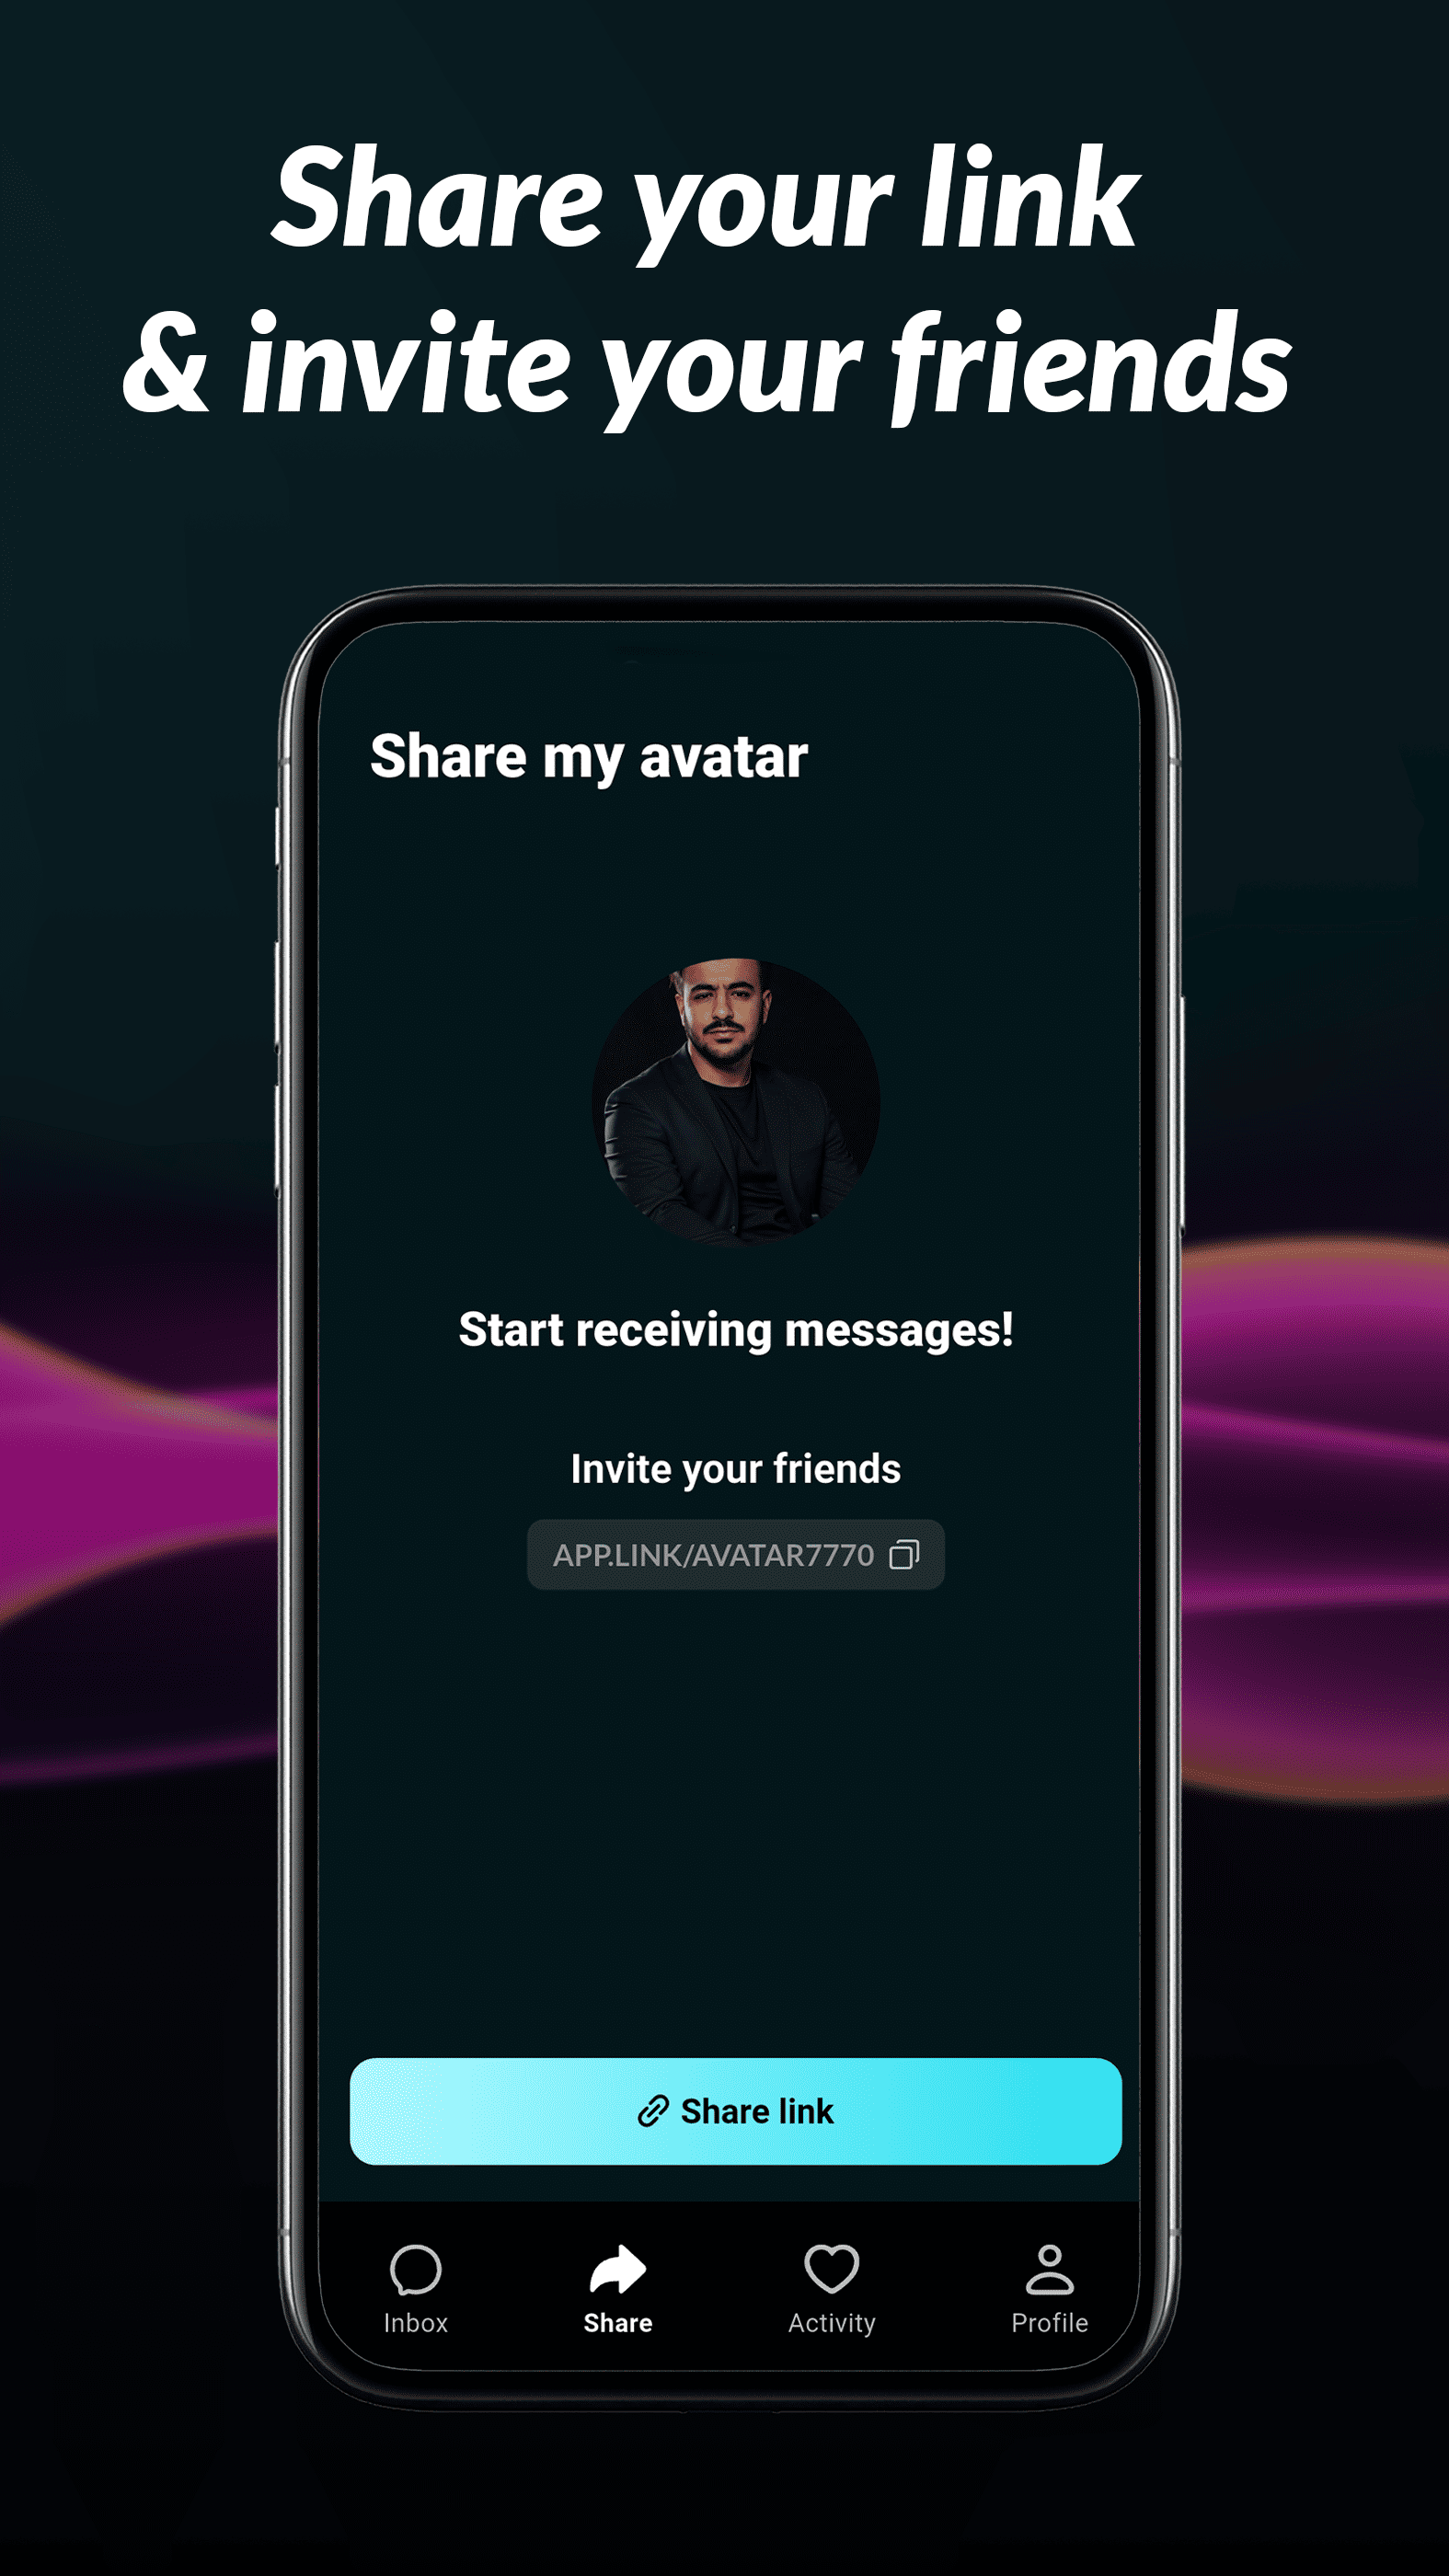 Share your link
& invite your friends
Share my avatar
Start receiving messages!
Invite your friends
APP.LINK/AVATAR7770
Share link
Inbox
Share
Activity
Profile